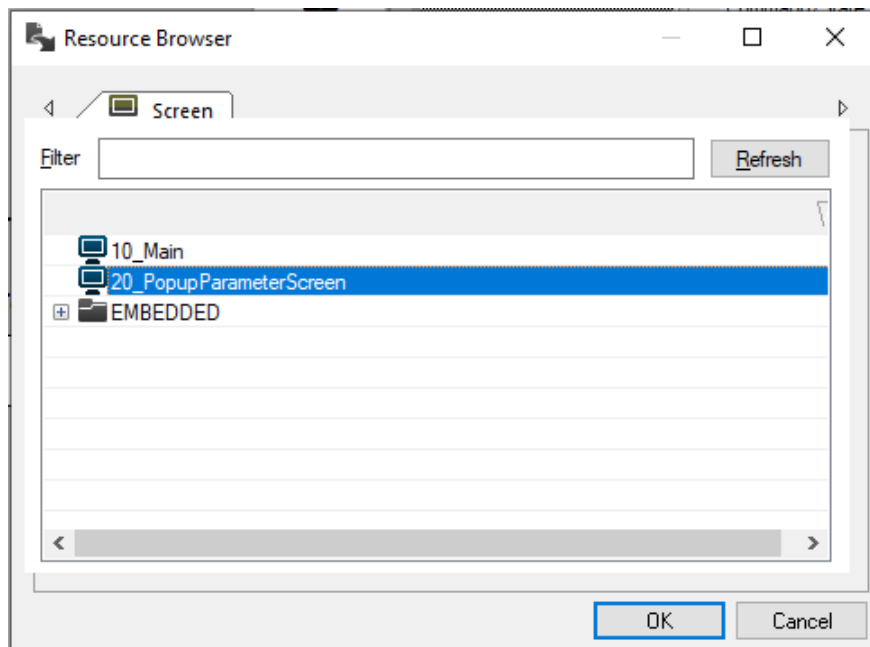 Resource Browser
Screen
Filter
Refresh
10_Main
20_PopupParameterScreen
EMBEDDED
OK
Cancel